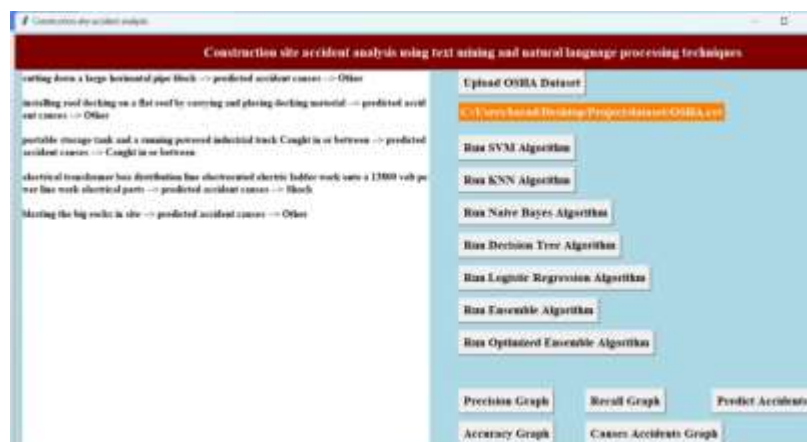 Construction site accident analysis
Construction site accident analysis using text mining and natural language processing techniques
cutting down a large horizontal pipe block --> predicted accident causes --> Other
installing roof decking on a flat roof by carrying and placing decking material --> predicted accid
ent causes --> Other
portable storage tank and a running powered industrial truck Caught in or between --> predicted
accident causes --> Caught in or between
electrical transformer box distribution line electrocuted electric ladder work onto a 13800 volt po
wer line work electrical parts --> predicted accident causes --> Shock
blasting the big rocks in site --> predicted accident causes --> Other
Upload OSHA Dataset
Run SVM Algorithm
Run KNN Algorithm
Run Naive Bayes Algorithm
Run Decision Tree Algorithm
Run Logistic Regression Algorithm
Run Ensemble Algorithm
Run Optimized Ensemble Algorithm
Precision Graph
Recall Graph
Predict Accidents
Accuracy Graph
Causes Accidents Graph